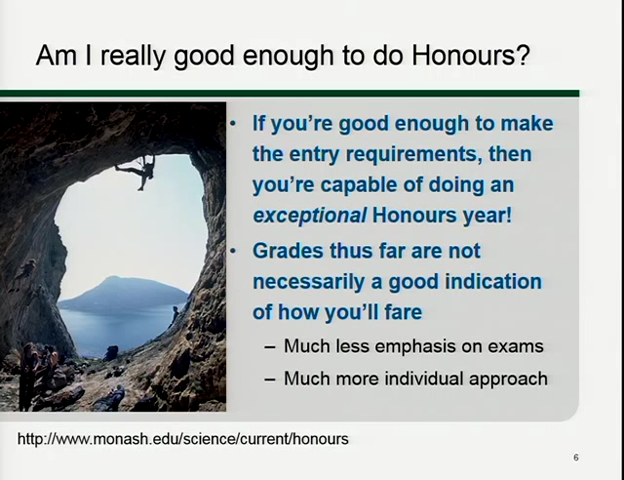 Am I really good enough to do Honours?
• If you're good enough to make
the entry requirements, then
you're capable of doing an
exceptional Honours year!
• Grades thus far are not
necessarily a good indication
of how you'll fare
– Much less emphasis on exams
– Much more individual approach
http://www.monash.edu/science/current/honours
6